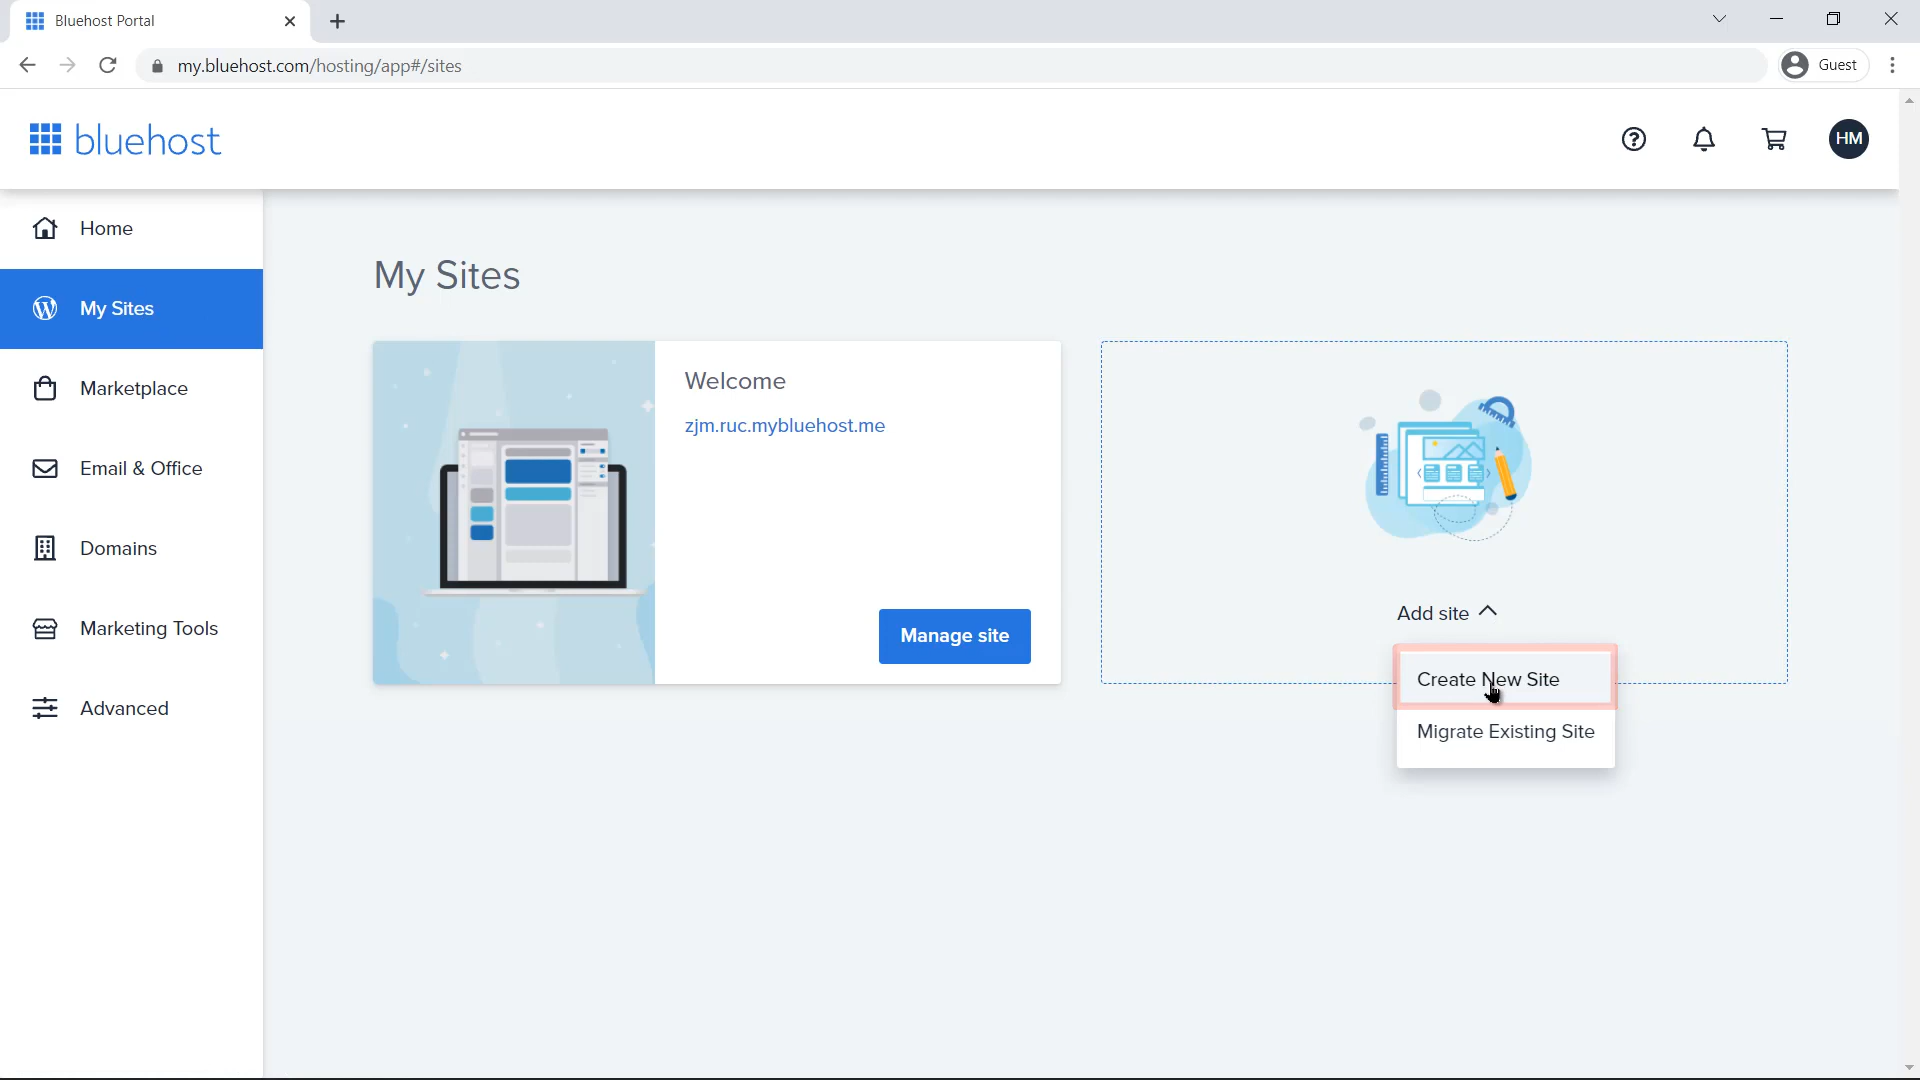 Bluehost Portal
my.bluehost.com/hosting/app#/sites
Guest
bluehost
HM
Home
My Sites
Marketplace
Email & Office
Domains
Marketing Tools
Advanced
My Sites
Welcome
zjm.ruc.mybluehost.me
Manage site
Add site
Create New Site
Migrate Existing Site